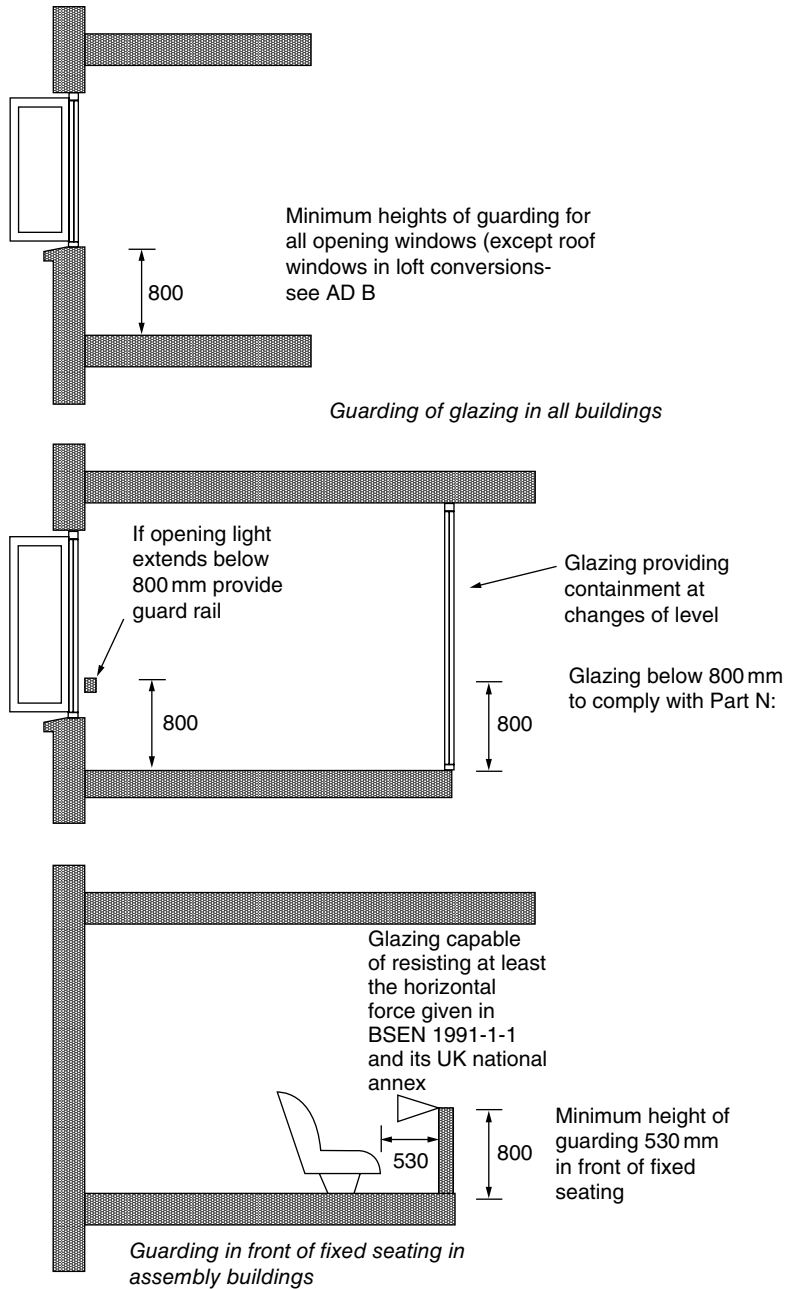 Minimum heights of guarding for
all opening windows (except roof
windows in loft conversions-
see AD B
800
Guarding of glazing in all buildings
If opening light
extends below
800 mm provide
guard rail
Glazing providing
containment at
changes of level
Glazing below 800 mm
to comply with Part N:
800
800
Glazing capable
of resisting at least
the horizontal
force given in
BSEN 1991-1-1
and its UK national
annex
530
800
Minimum height of
guarding 530 mm
in front of fixed
seating
Guarding in front of fixed seating in
assembly buildings